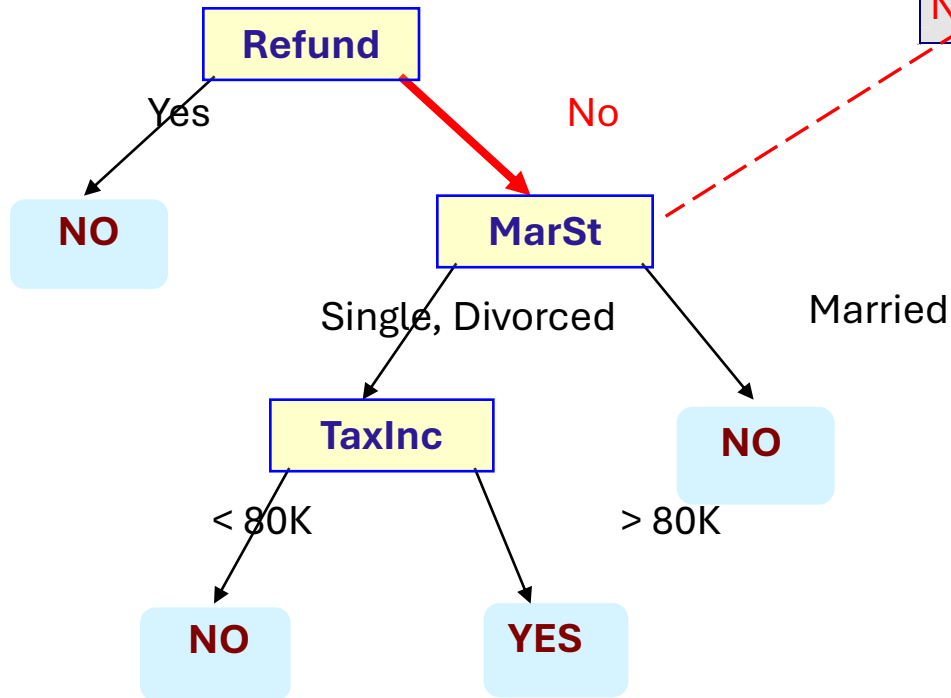 Refund
Yes
No
NO
MarSt
Single, Divorced
Married
TaxInc
NO
< 80K
> 80K
NO
YES